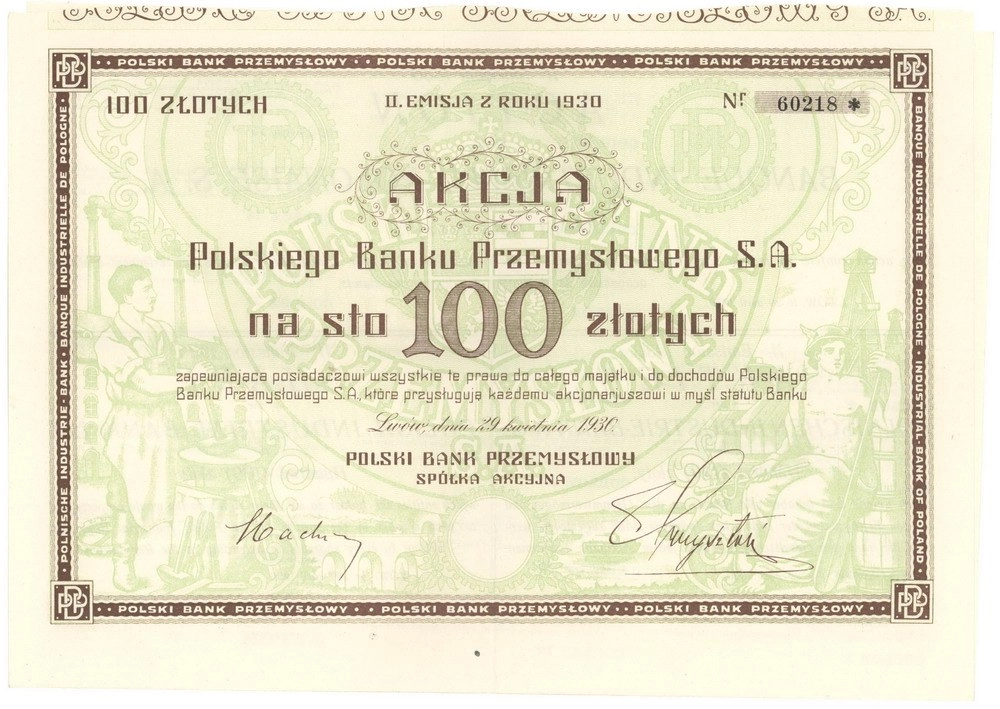 POLSKI BANK PRZEMYSŁOWY · · POLSKI BANK PRZEMYSŁOWY · · POLSKI BANK PRZEMYSŁOWY
100 ZŁOTYCH
II. EMISJA Z ROKU 1930
Nr 60218 *
AKCJA
Polskiego Banku Przemysłowego S.A.
na sto 100 złotych
zapewniająca posiadaczowi wszystkie te prawa do całego majątku i do dochodów Polskiego
Banku Przemysłowego S.A., które przysługują każdemu akcjonarjuszowi w myśl statutu Banku
Lwów, dnia 29 kwietnia 1930.
POLSKI BANK PRZEMYSŁOWY
SPÓŁKA AKCYJNA
POLNISCHE INDUSTRIE-BANK · BANQUE INDUSTRIELLE DE POLOGNE
BANQUE INDUSTRIELLE DE POLOGNE · INDUSTRIAL-BANK OF POLAND
POLSKI BANK PRZEMYSŁOWY · · POLSKI BANK PRZEMYSŁOWY · · POLSKI BANK PRZEMYSŁOWY
POLSKI BANK PRZEMYSŁOWY S.A.